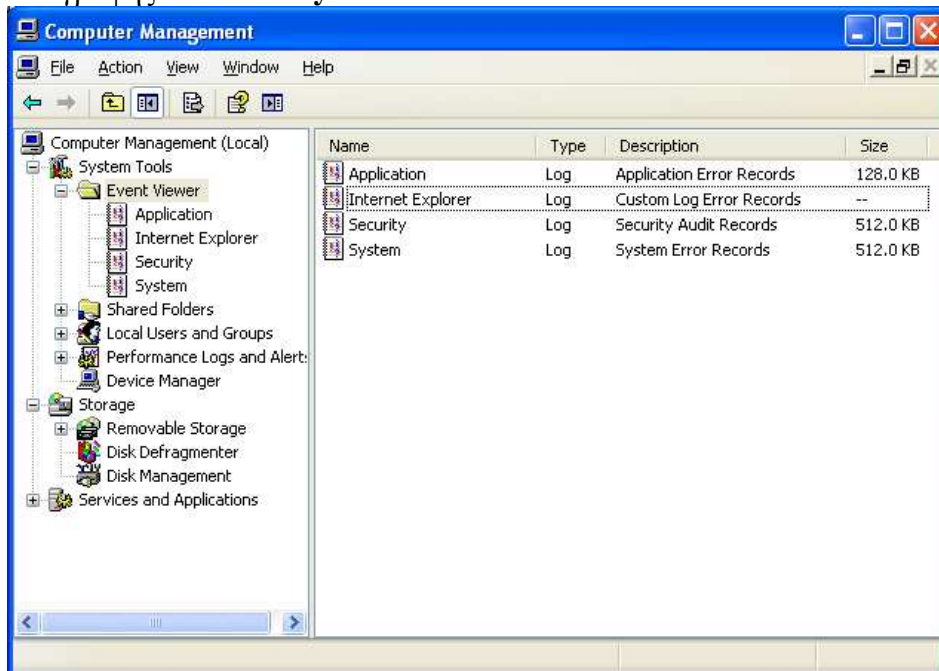 Computer Management
File Action View Window Help
Computer Management (Local)
System Tools
Event Viewer
Application
Internet Explorer
Security
System
Shared Folders
Local Users and Groups
Performance Logs and Alert
Device Manager
Storage
Removable Storage
Disk Defragmenter
Disk Management
Services and Applications
Name Type Description Size
Application Log Application Error Records 128.0 KB
Internet Explorer Log Custom Log Error Records --
Security Log Security Audit Records 512.0 KB
System Log System Error Records 512.0 KB